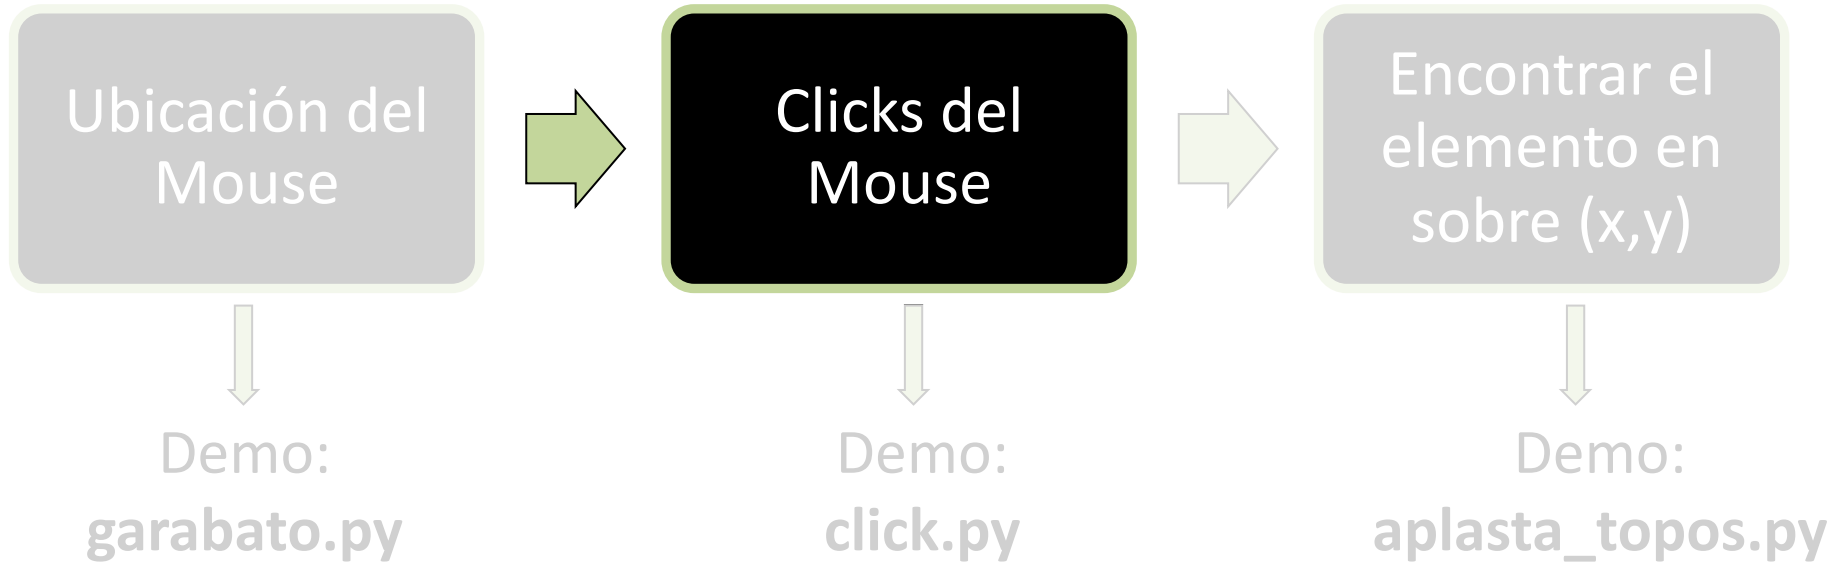 Ubicación del
Mouse
Clicks del
Mouse
Encontrar el
elemento en
sobre (x,y)
Demo:
garabato.py
Demo:
click.py
Demo:
aplasta_topos.py